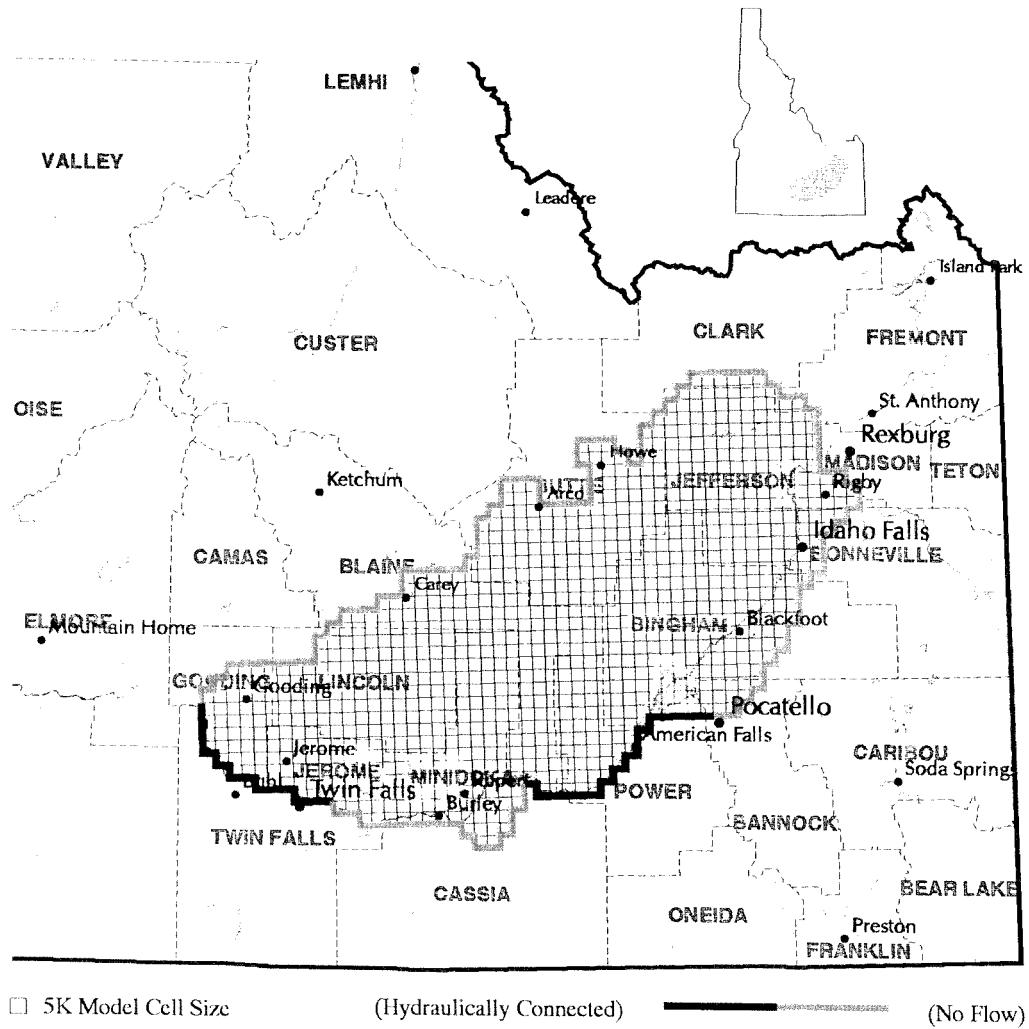 LEMHI
VALLEY
Leadore
Island Park
CUSTER
CLARK
FREMONT
OISE
St. Anthony
Rexburg
Howe
MADISON
TETON
Ketchum
JEFFERSON
Rigby
Arco
Idaho Falls
CAMAS
BLAINE
BONNEVILLE
Carey
ELMORE
Mountain Home
BINGHAM
Blackfoot
GOODING
Gooding
LINCOLN
Pocatello
American Falls
Jerome
CARIBOU
JEROME
MINIDOKA
Rupert
Soda Springs
Buhl
Twin Falls
POWER
Burley
TWIN FALLS
BANNOCK
CASSIA
BEAR LAKE
ONEIDA
Preston
FRANKLIN
5K Model Cell Size (Hydraulically Connected) (No Flow)